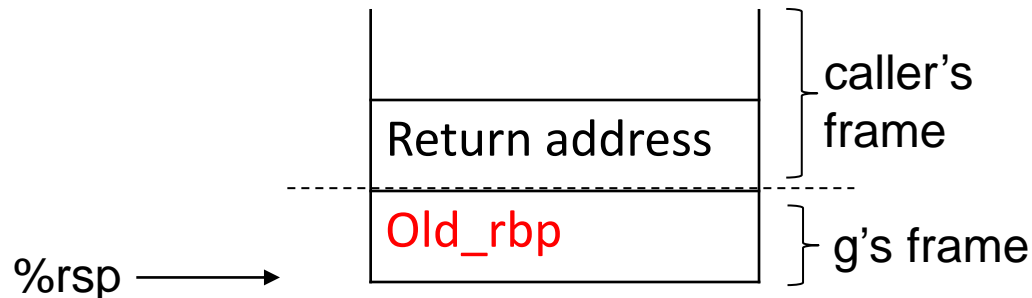 caller’s
frame
Return address
Old_rbp
g’s frame
%rsp